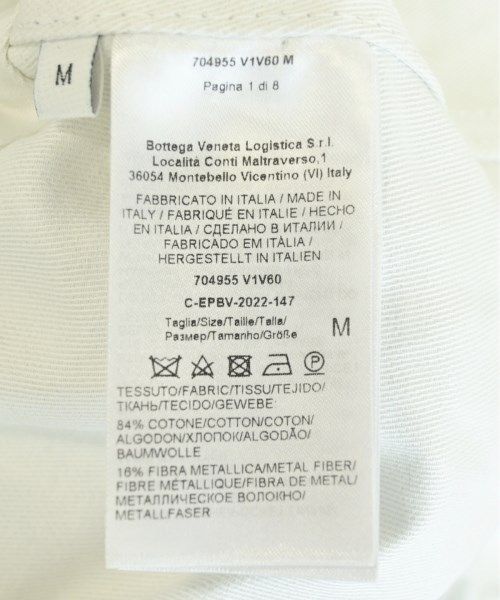 M
704955 V1V60 M
Pagina 1 di 8
Bottega Veneta Logistica S.r.l.
Località Conti Maltraverso,1
36054 Montebello Vicentino (VI) Italy
FABBRICATO IN ITALIA / MADE IN
ITALY / FABRIQUÉ EN ITALIE / HECHO
EN ITALIA / СДЕЛАНО В ИТАЛИИ /
FABRICADO EM ITÀLIA /
HERGESTELLT IN ITALIEN
704955 V1V60
C-EPBV-2022-147
Taglia/Size/Taille/Talla/
Размер/Tamanho/Größe
M
P
TESSUTO/FABRIC/TISSU/TEJIDO/
ТКАНЬ/TECIDO/GEWEBE:
84% COTONE/COTTON/COTON/
ALGODON/ХЛОПОК/ALGODÃO/
BAUMWOLLE
16% FIBRA METALLICA/METAL FIBER/
FIBRE MÉTALLIQUE/FIBRA DE METAL/
МЕТАЛЛИЧЕСКОЕ ВОЛОКНО/
METALLFASER